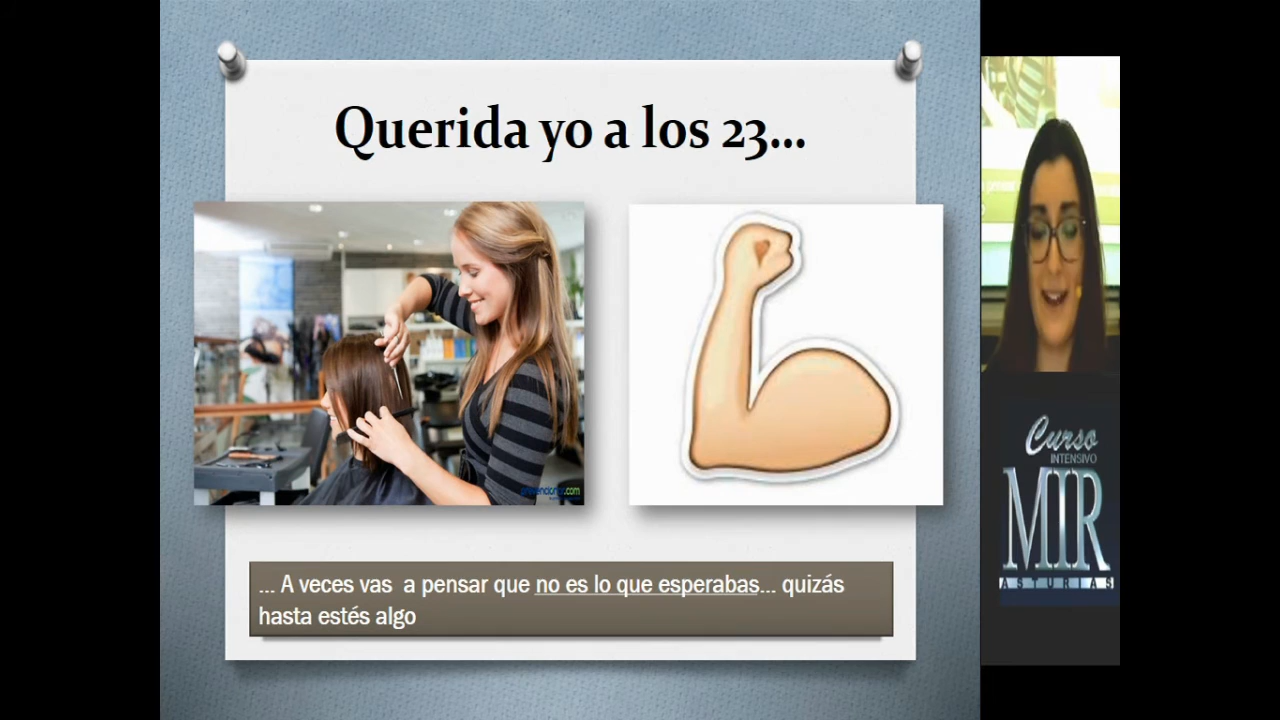 Querida yo a los 23...
... A veces vas a pensar que no es lo que esperabas... quizás
hasta estés algo
Curso
INTENSIVO
MIR
ASTURIAS